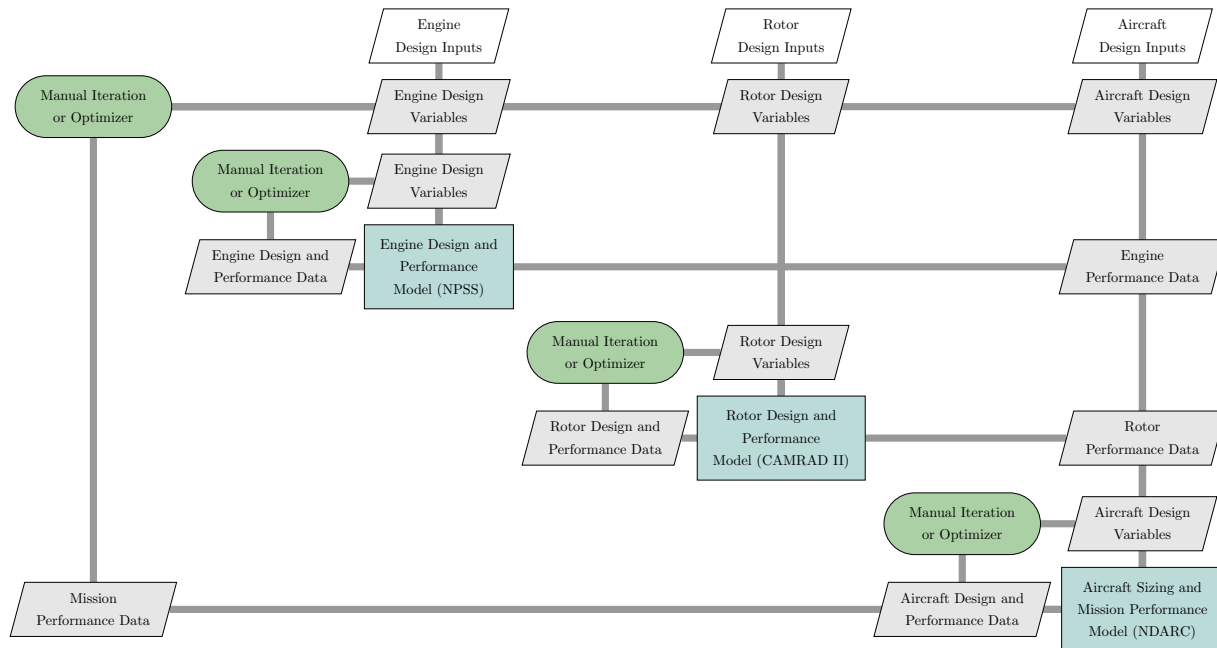 Engine
Design Inputs
Rotor
Design Inputs
Aircraft
Design Inputs
Manual Iteration
or Optimizer
Engine Design
Variables
Rotor Design
Variables
Aircraft Design
Variables
Manual Iteration
or Optimizer
Engine Design
Variables
Engine Design and
Performance Data
Engine Design and
Performance
Model (NPSS)
Engine
Performance Data
Manual Iteration
or Optimizer
Rotor Design
Variables
Rotor Design and
Performance Data
Rotor Design and
Performance
Model (CAMRAD II)
Rotor
Performance Data
Manual Iteration
or Optimizer
Aircraft Design
Variables
Mission
Performance Data
Aircraft Design and
Performance Data
Aircraft Sizing and
Mission Performance
Model (NDARC)